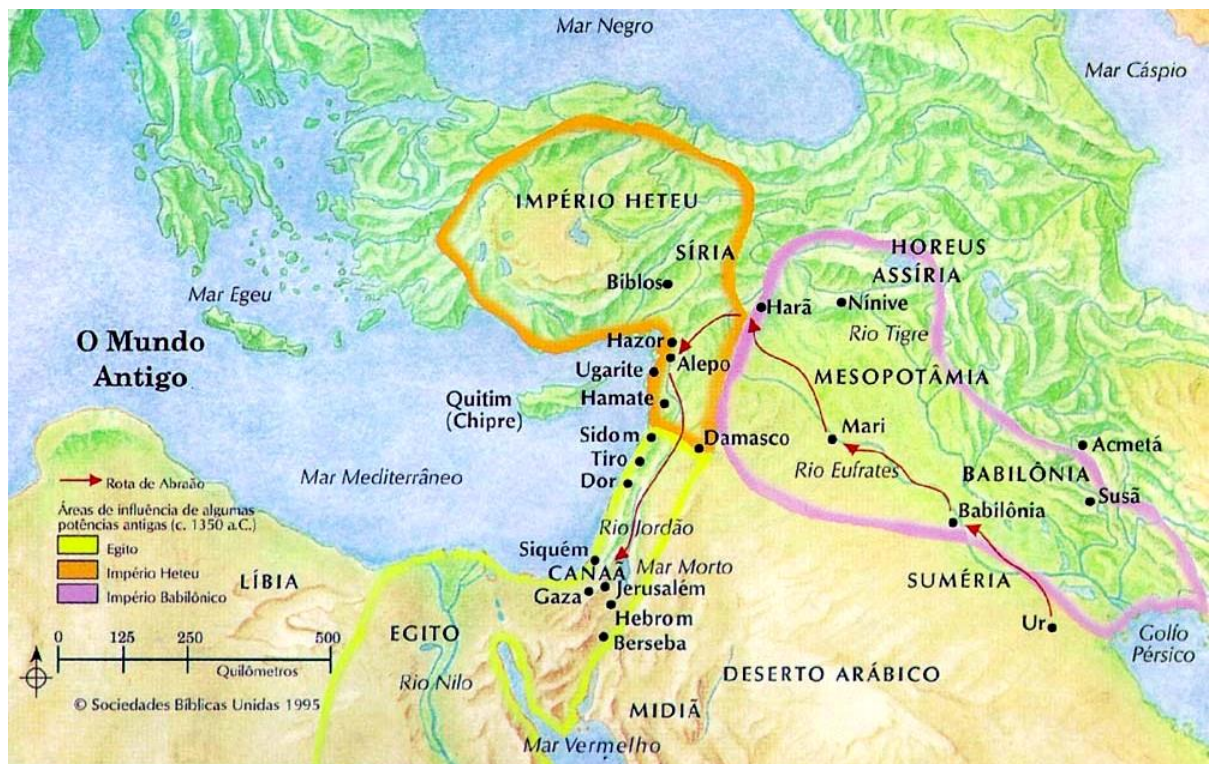 Mar Negro
Mar Cáspio
IMPÉRIO HETEU
HOREUS
SÍRIA
ASSÍRIA
Biblos
Mar Egeu
Harã
Nínive
Rio Tigre
O Mundo
Antigo
Hazor
Alepo
Ugarite
MESOPOTÂMIA
Quitim
(Chipre)
Hamate
Mari
Sidom
Damasco
Acmetá
Tiro
Rio Eufrates
BABILÔNIA
Mar Mediterrâneo
Dor
Susã
Babilônia
Rota de Abraão
Áreas de influência de algumas
potências antigas (c. 1350 a.C.)
Egito
Império Heteu
Império Babilônico
Rio Jordão
Siquém
CANAÃ
Mar Morto
LÍBIA
Jerusalém
SUMÉRIA
Gaza
Hebrom
Ur
EGITO
Berseba
Golfo
Pérsico
0 125 250 500
Quilômetros
DESERTO ARÁBICO
Rio Nilo
© Sociedades Bíblicas Unidas 1995
MIDIÃ
Mar Vermelho